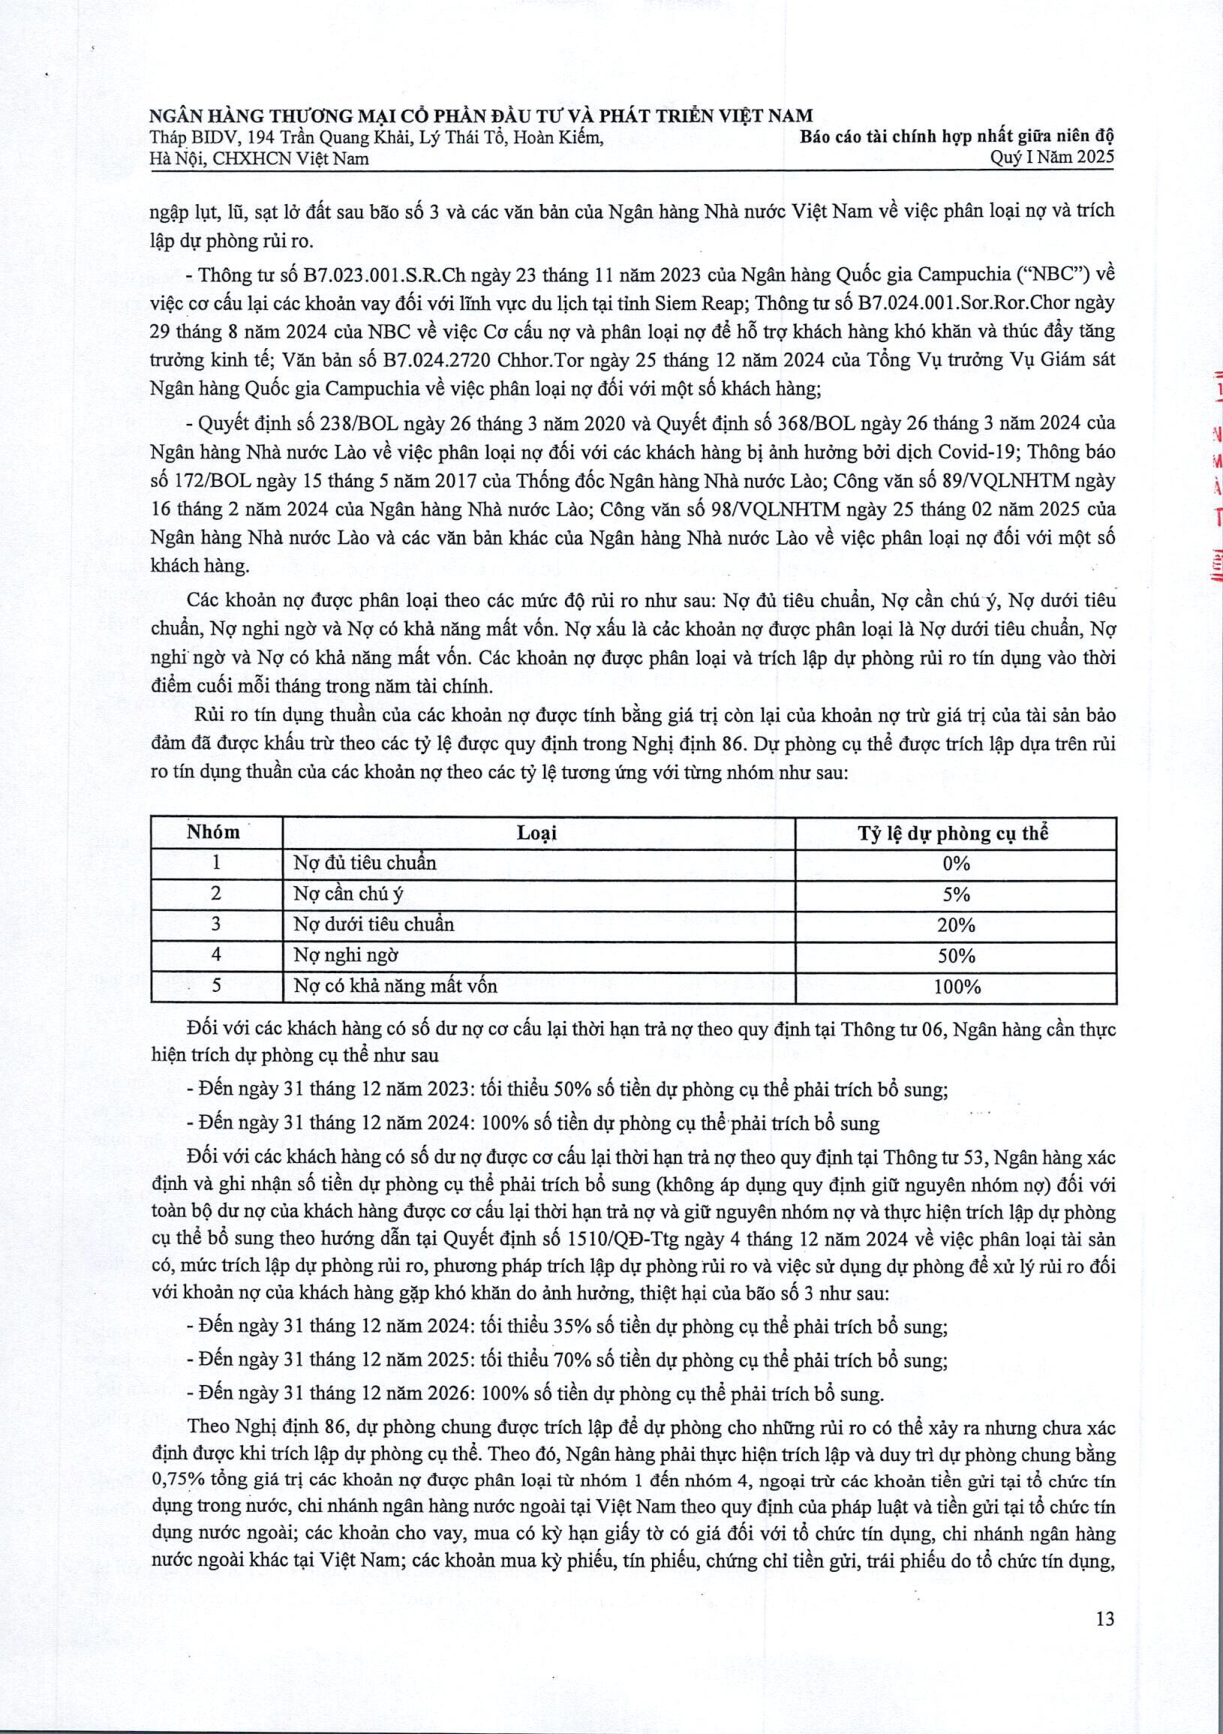 NGÂN HÀNG THƯƠNG MẠI CỔ PHẦN ĐẦU TƯ VÀ PHÁT TRIỂN VIỆT NAM
Tháp BIDV, 194 Trần Quang Khải, Lý Thái Tổ, Hoàn Kiếm,
Báo cáo tài chính hợp nhất giữa niên độ
Hà Nội, CHXHCN Việt Nam
Quý I Năm 2025
ngập lụt, lũ, sạt lở đất sau bão số 3 và các văn bản của Ngân hàng Nhà nước Việt Nam về việc phân loại nợ và trích
lập dự phòng rủi ro.
- Thông tư số B7.023.001.S.R.Ch ngày 23 tháng 11 năm 2023 của Ngân hàng Quốc gia Campuchia (“NBC”) về
việc cơ cấu lại các khoản vay đối với lĩnh vực du lịch tại tỉnh Siem Reap; Thông tư số B7.024.001.Sor.Ror.Chor ngày
29 tháng 8 năm 2024 của NBC về việc Cơ cấu nợ và phân loại nợ để hỗ trợ khách hàng khó khăn và thúc đẩy tăng
trưởng kinh tế; Văn bản số B7.024.2720 Chhor.Tor ngày 25 tháng 12 năm 2024 của Tổng Vụ trưởng Vụ Giám sát
Ngân hàng Quốc gia Campuchia về việc phân loại nợ đối với một số khách hàng;
- Quyết định số 238/BOL ngày 26 tháng 3 năm 2020 và Quyết định số 368/BOL ngày 26 tháng 3 năm 2024 của
Ngân hàng Nhà nước Lào về việc phân loại nợ đối với các khách hàng bị ảnh hưởng bởi dịch Covid-19; Thông báo
số 172/BOL ngày 15 tháng 5 năm 2017 của Thống đốc Ngân hàng Nhà nước Lào; Công văn số 89/VQLNHTM ngày
16 tháng 2 năm 2024 của Ngân hàng Nhà nước Lào; Công văn số 98/VQLNHTM ngày 25 tháng 02 năm 2025 của
Ngân hàng Nhà nước Lào và các văn bản khác của Ngân hàng Nhà nước Lào về việc phân loại nợ đối với một số
khách hàng.
Các khoản nợ được phân loại theo các mức độ rủi ro như sau: Nợ đủ tiêu chuẩn, Nợ cần chú ý, Nợ dưới tiêu
chuẩn, Nợ nghi ngờ và Nợ có khả năng mất vốn. Nợ xấu là các khoản nợ được phân loại là Nợ dưới tiêu chuẩn, Nợ
nghi ngờ và Nợ có khả năng mất vốn. Các khoản nợ được phân loại và trích lập dự phòng rủi ro tín dụng vào thời
điểm cuối mỗi tháng trong năm tài chính.
Rủi ro tín dụng thuần của các khoản nợ được tính bằng giá trị còn lại của khoản nợ trừ giá trị của tài sản bảo
đảm đã được khấu trừ theo các tỷ lệ được quy định trong Nghị định 86. Dự phòng cụ thể được trích lập dựa trên rủi
ro tín dụng thuần của các khoản nợ theo các tỷ lệ tương ứng với từng nhóm như sau:
Nhóm Loại Tỷ lệ dự phòng cụ thể
1 Nợ đủ tiêu chuẩn 0%
2 Nợ cần chú ý 5%
3 Nợ dưới tiêu chuẩn 20%
4 Nợ nghi ngờ 50%
5 Nợ có khả năng mất vốn 100%
Đối với các khách hàng có số dư nợ cơ cấu lại thời hạn trả nợ theo quy định tại Thông tư 06, Ngân hàng cần thực
hiện trích dự phòng cụ thể như sau
- Đến ngày 31 tháng 12 năm 2023: tối thiểu 50% số tiền dự phòng cụ thể phải trích bổ sung;
- Đến ngày 31 tháng 12 năm 2024: 100% số tiền dự phòng cụ thể phải trích bổ sung
Đối với các khách hàng có số dư nợ được cơ cấu lại thời hạn trả nợ theo quy định tại Thông tư 53, Ngân hàng xác
định và ghi nhận số tiền dự phòng cụ thể phải trích bổ sung (không áp dụng quy định giữ nguyên nhóm nợ) đối với
toàn bộ dư nợ của khách hàng được cơ cấu lại thời hạn trả nợ và giữ nguyên nhóm nợ và thực hiện trích lập dự phòng
cụ thể bổ sung theo hướng dẫn tại Quyết định số 1510/QĐ-Ttg ngày 4 tháng 12 năm 2024 về việc phân loại tài sản
có, mức trích lập dự phòng rủi ro, phương pháp trích lập dự phòng rủi ro và việc sử dụng dự phòng để xử lý rủi ro đối
với khoản nợ của khách hàng gặp khó khăn do ảnh hưởng, thiệt hại của bão số 3 như sau:
- Đến ngày 31 tháng 12 năm 2024: tối thiểu 35% số tiền dự phòng cụ thể phải trích bổ sung;
- Đến ngày 31 tháng 12 năm 2025: tối thiểu 70% số tiền dự phòng cụ thể phải trích bổ sung;
- Đến ngày 31 tháng 12 năm 2026: 100% số tiền dự phòng cụ thể phải trích bổ sung.
Theo Nghị định 86, dự phòng chung được trích lập để dự phòng cho những rủi ro có thể xảy ra nhưng chưa xác
định được khi trích lập dự phòng cụ thể. Theo đó, Ngân hàng phải thực hiện trích lập và duy trì dự phòng chung bằng
0,75% tổng giá trị các khoản nợ được phân loại từ nhóm 1 đến nhóm 4, ngoại trừ các khoản tiền gửi tại tổ chức tín
dụng trong nước, chi nhánh ngân hàng nước ngoài tại Việt Nam theo quy định của pháp luật và tiền gửi tại tổ chức tín
dụng nước ngoài; các khoản cho vay, mua có kỳ hạn giấy tờ có giá đối với tổ chức tín dụng, chi nhánh ngân hàng
nước ngoài khác tại Việt Nam; các khoản mua kỳ phiếu, tín phiếu, chứng chỉ tiền gửi, trái phiếu do tổ chức tín dụng,
13